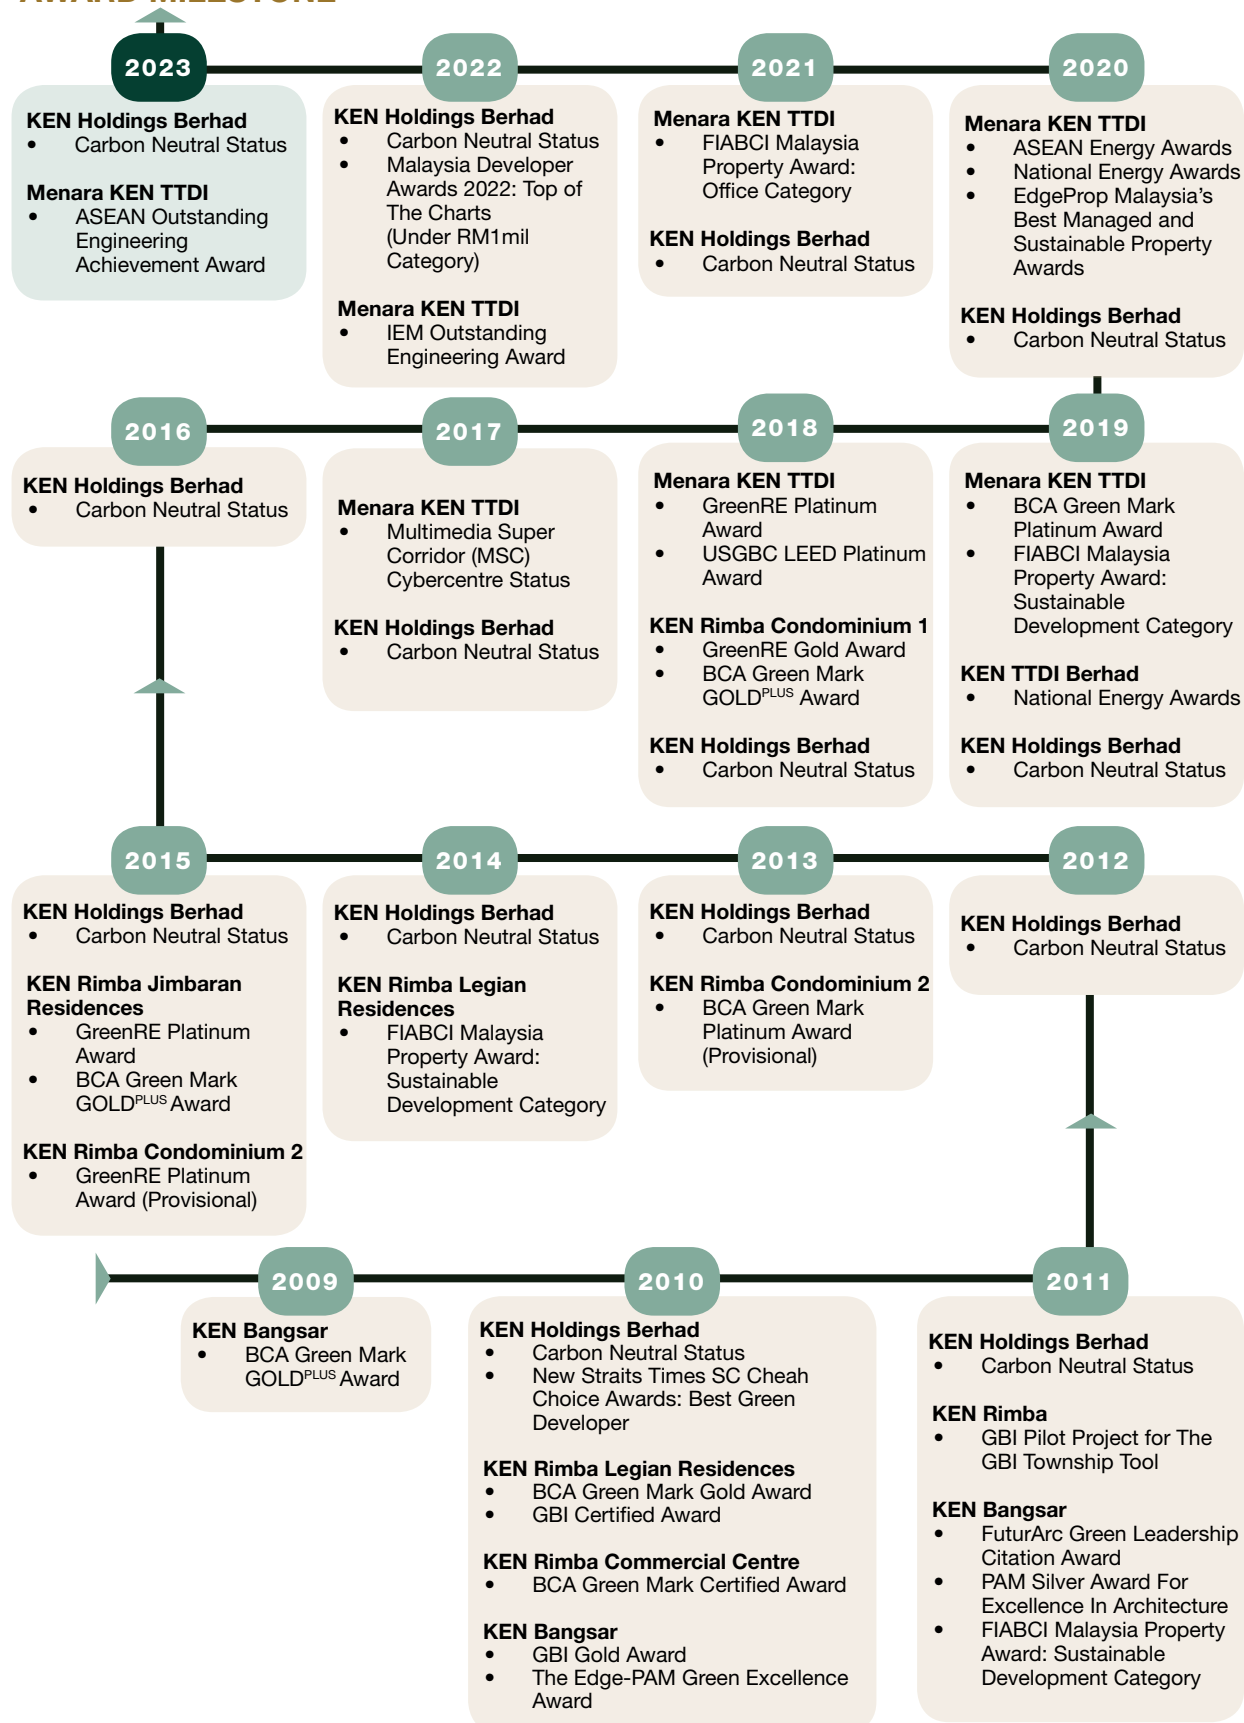 AWARD MILESTONE
2023
KEN Holdings Berhad
• Carbon Neutral Status
Menara KEN TTDI
• ASEAN Outstanding
Engineering
Achievement Award
2022
KEN Holdings Berhad
• Carbon Neutral Status
• Malaysia Developer
Awards 2022: Top of
The Charts
(Under RM1mil
Category)
Menara KEN TTDI
• IEM Outstanding
Engineering Award
2021
Menara KEN TTDI
• FIABCI Malaysia
Property Award:
Office Category
KEN Holdings Berhad
• Carbon Neutral Status
2020
Menara KEN TTDI
• ASEAN Energy Awards
• National Energy Awards
• EdgeProp Malaysia’s
Best Managed and
Sustainable Property
Awards
KEN Holdings Berhad
• Carbon Neutral Status
2016
KEN Holdings Berhad
• Carbon Neutral Status
2017
Menara KEN TTDI
• Multimedia Super
Corridor (MSC)
Cybercentre Status
KEN Holdings Berhad
• Carbon Neutral Status
2018
Menara KEN TTDI
• GreenRE Platinum
Award
• USGBC LEED Platinum
Award
KEN Rimba Condominium 1
• GreenRE Gold Award
• BCA Green Mark
GOLDPLUS Award
KEN Holdings Berhad
• Carbon Neutral Status
2019
Menara KEN TTDI
• BCA Green Mark
Platinum Award
• FIABCI Malaysia
Property Award:
Sustainable
Development Category
KEN TTDI Berhad
• National Energy Awards
KEN Holdings Berhad
• Carbon Neutral Status
2015
KEN Holdings Berhad
• Carbon Neutral Status
KEN Rimba Jimbaran
Residences
• GreenRE Platinum
Award
• BCA Green Mark
GOLDPLUS Award
KEN Rimba Condominium 2
• GreenRE Platinum
Award (Provisional)
2014
KEN Holdings Berhad
• Carbon Neutral Status
KEN Rimba Legian
Residences
• FIABCI Malaysia
Property Award:
Sustainable
Development Category
2013
KEN Holdings Berhad
• Carbon Neutral Status
KEN Rimba Condominium 2
• BCA Green Mark
Platinum Award
(Provisional)
2012
KEN Holdings Berhad
• Carbon Neutral Status
2009
KEN Bangsar
• BCA Green Mark
GOLDPLUS Award
2010
KEN Holdings Berhad
• Carbon Neutral Status
• New Straits Times SC Cheah
Choice Awards: Best Green
Developer
KEN Rimba Legian Residences
• BCA Green Mark Gold Award
• GBI Certified Award
KEN Rimba Commercial Centre
• BCA Green Mark Certified Award
KEN Bangsar
• GBI Gold Award
• The Edge-PAM Green Excellence
Award
2011
KEN Holdings Berhad
• Carbon Neutral Status
KEN Rimba
• GBI Pilot Project for The
GBI Township Tool
KEN Bangsar
• FuturArc Green Leadership
Citation Award
• PAM Silver Award For
Excellence In Architecture
• FIABCI Malaysia Property
Award: Sustainable
Development Category